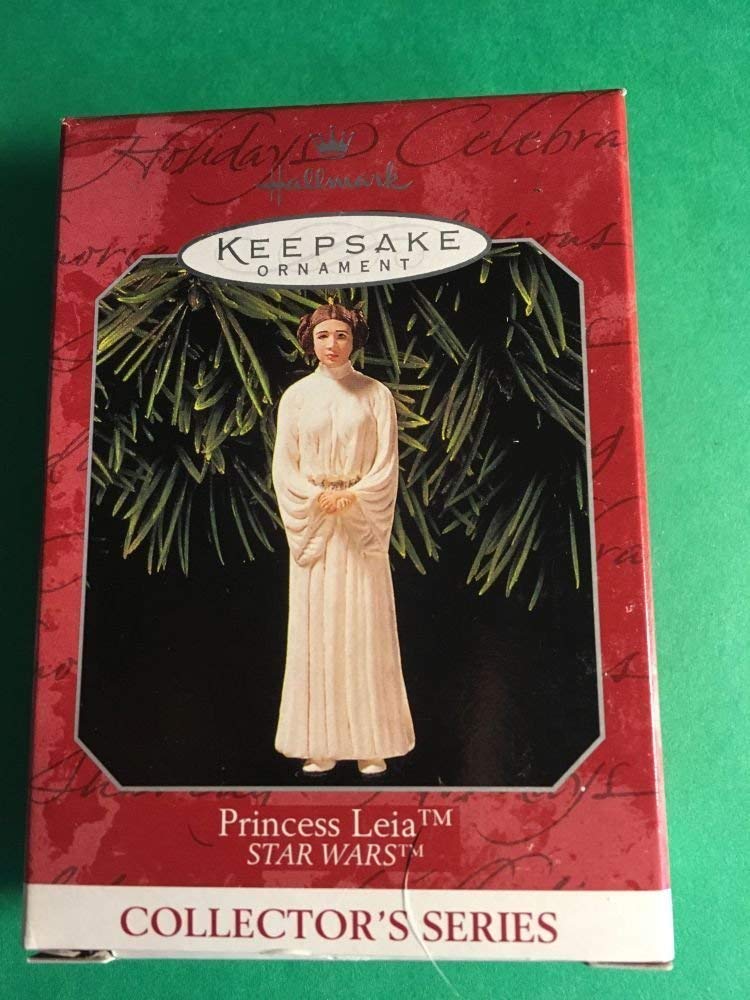 Holidays Celebra
Hallmark
KEEPSAKE
ORNAMENT
Princess Leia™
STAR WARS™
COLLECTOR'S SERIES